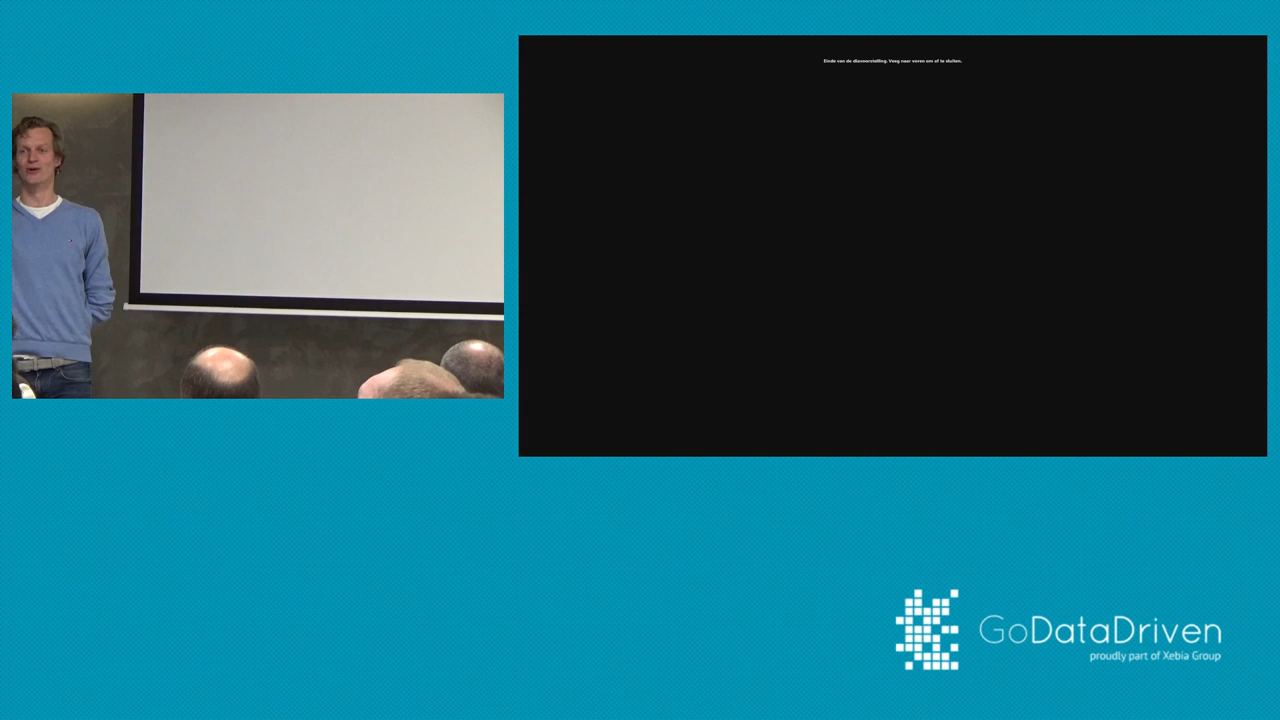 Einde van de diavoorstelling. Veeg naar voren om af te sluiten.
GoDataDriven
proudly part of Xebia Group